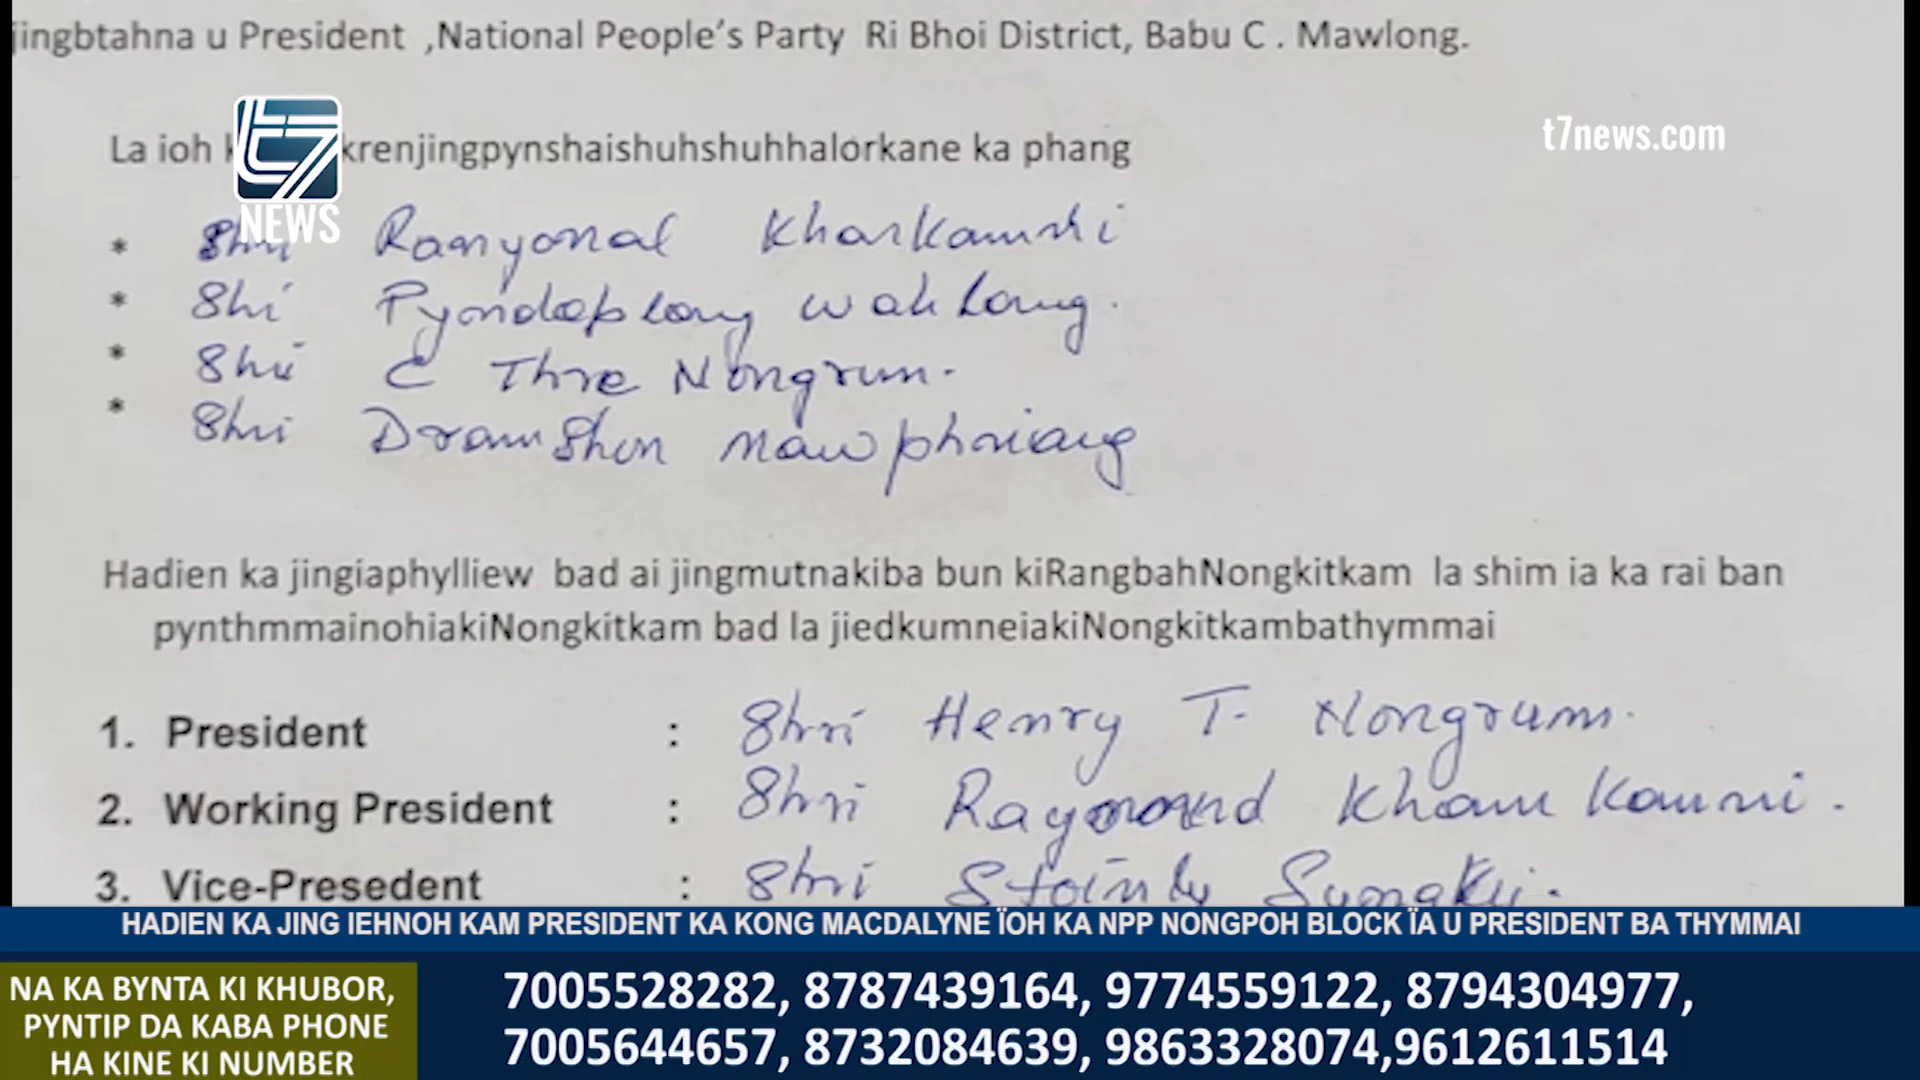 jingbtahna u President ,National People's Party Ri Bhoi District, Babu C . Mawlong.
t7news.com
La ioh krenjingpynshaishuhshuhhalorkane ka phang
NEWS
* Shri Ranyonal Kharkamni
* Shi Pyndaplang Wahlang.
* Shri C Thre Nongrum.
* Shri Dramshon Mawphniang
Hadien ka jingiaphylliew bad ai jingmutnakiba bun kiRangbahNongkitkam la shim ia ka rai ban
pynthmmainohiakiNongkitkam bad la jiedkumneiakiNongkitkambathymmai
1. President : Shri Henry T. Nongrum.
2. Working President : Shri Raymond Kharkamni.
3. Vice-Presedent : Shri
HADIEN KA JING IEHNOH KAM PRESIDENT KA KONG MACDALYNE ÏOH KA NPP NONGPOH BLOCK ÏA U PRESIDENT BA THYMMAI
NA KA BYNTA KI KHUBOR,
PYNTIP DA KABA PHONE
HA KINE KI NUMBER
7005528282, 8787439164, 9774559122, 8794304977,
7005644657, 8732084639, 9863328074,9612611514